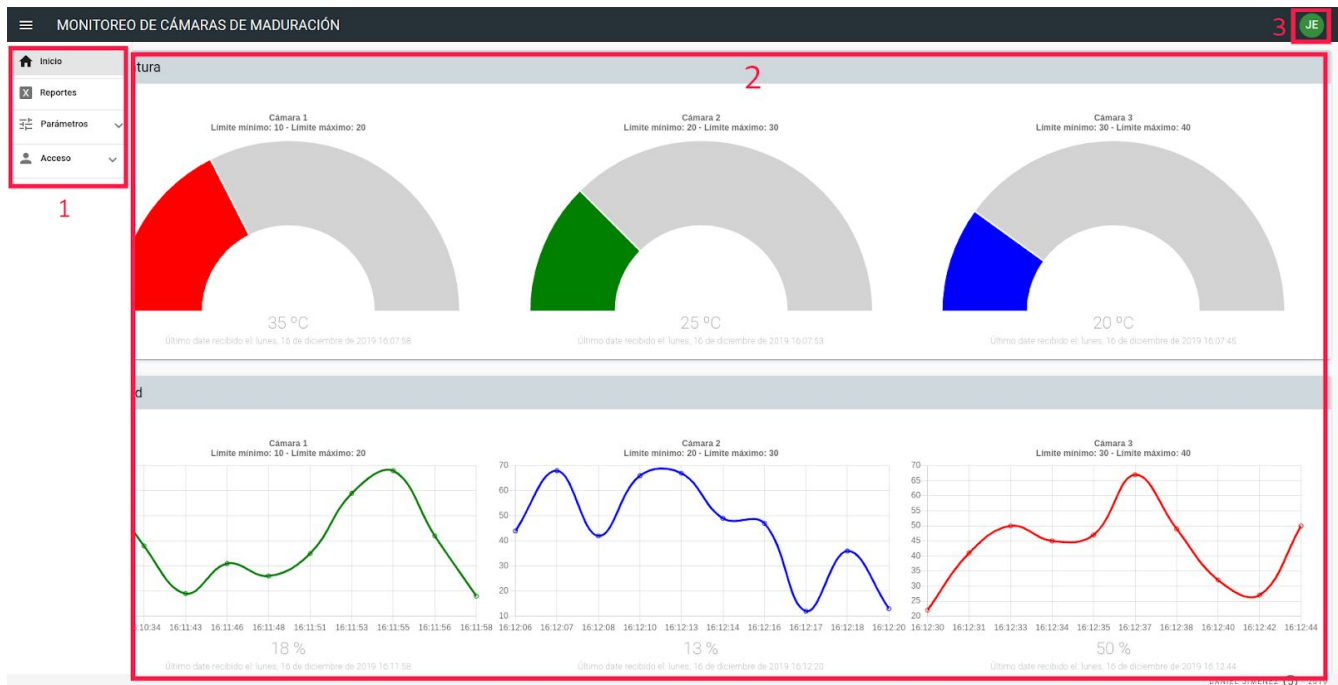 MONITOREO DE CÁMARAS DE MADURACIÓN
3
JE
Inicio
Reportes
Parámetros
Acceso
1
tura
2
Cámara 1
Límite mínimo: 10 - Límite máximo: 20
35 ºC
Último date recibido el: lunes, 16 de diciembre de 2019 16:07:58
Cámara 2
Límite mínimo: 20 - Límite máximo: 30
25 ºC
Último date recibido el: lunes, 16 de diciembre de 2019 16:07:53
Cámara 3
Límite mínimo: 30 - Límite máximo: 40
20 ºC
Último date recibido el: lunes, 16 de diciembre de 2019 16:07:45
d
Cámara 1
Límite mínimo: 10 - Límite máximo: 20
6:10:34 16:11:43 16:11:46 16:11:48 16:11:51 16:11:53 16:11:55 16:11:56 16:11:58
18 %
Último date recibido el: lunes, 16 de diciembre de 2019 16:11:58
Cámara 2
Límite mínimo: 20 - Límite máximo: 30
70
60
50
40
30
20
10
16:12:06 16:12:07 16:12:08 16:12:10 16:12:13 16:12:14 16:12:16 16:12:17 16:12:18 16:12:20
13 %
Último date recibido el: lunes, 16 de diciembre de 2019 16:12:20
Cámara 3
Límite mínimo: 30 - Límite máximo: 40
70
65
60
55
50
45
40
35
30
25
20
16:12:30 16:12:31 16:12:33 16:12:34 16:12:35 16:12:37 16:12:38 16:12:40 16:12:42 16:12:44
50 %
Último date recibido el: lunes, 16 de diciembre de 2019 16:12:44
DANIEL JIMENEZ (J) - 2019